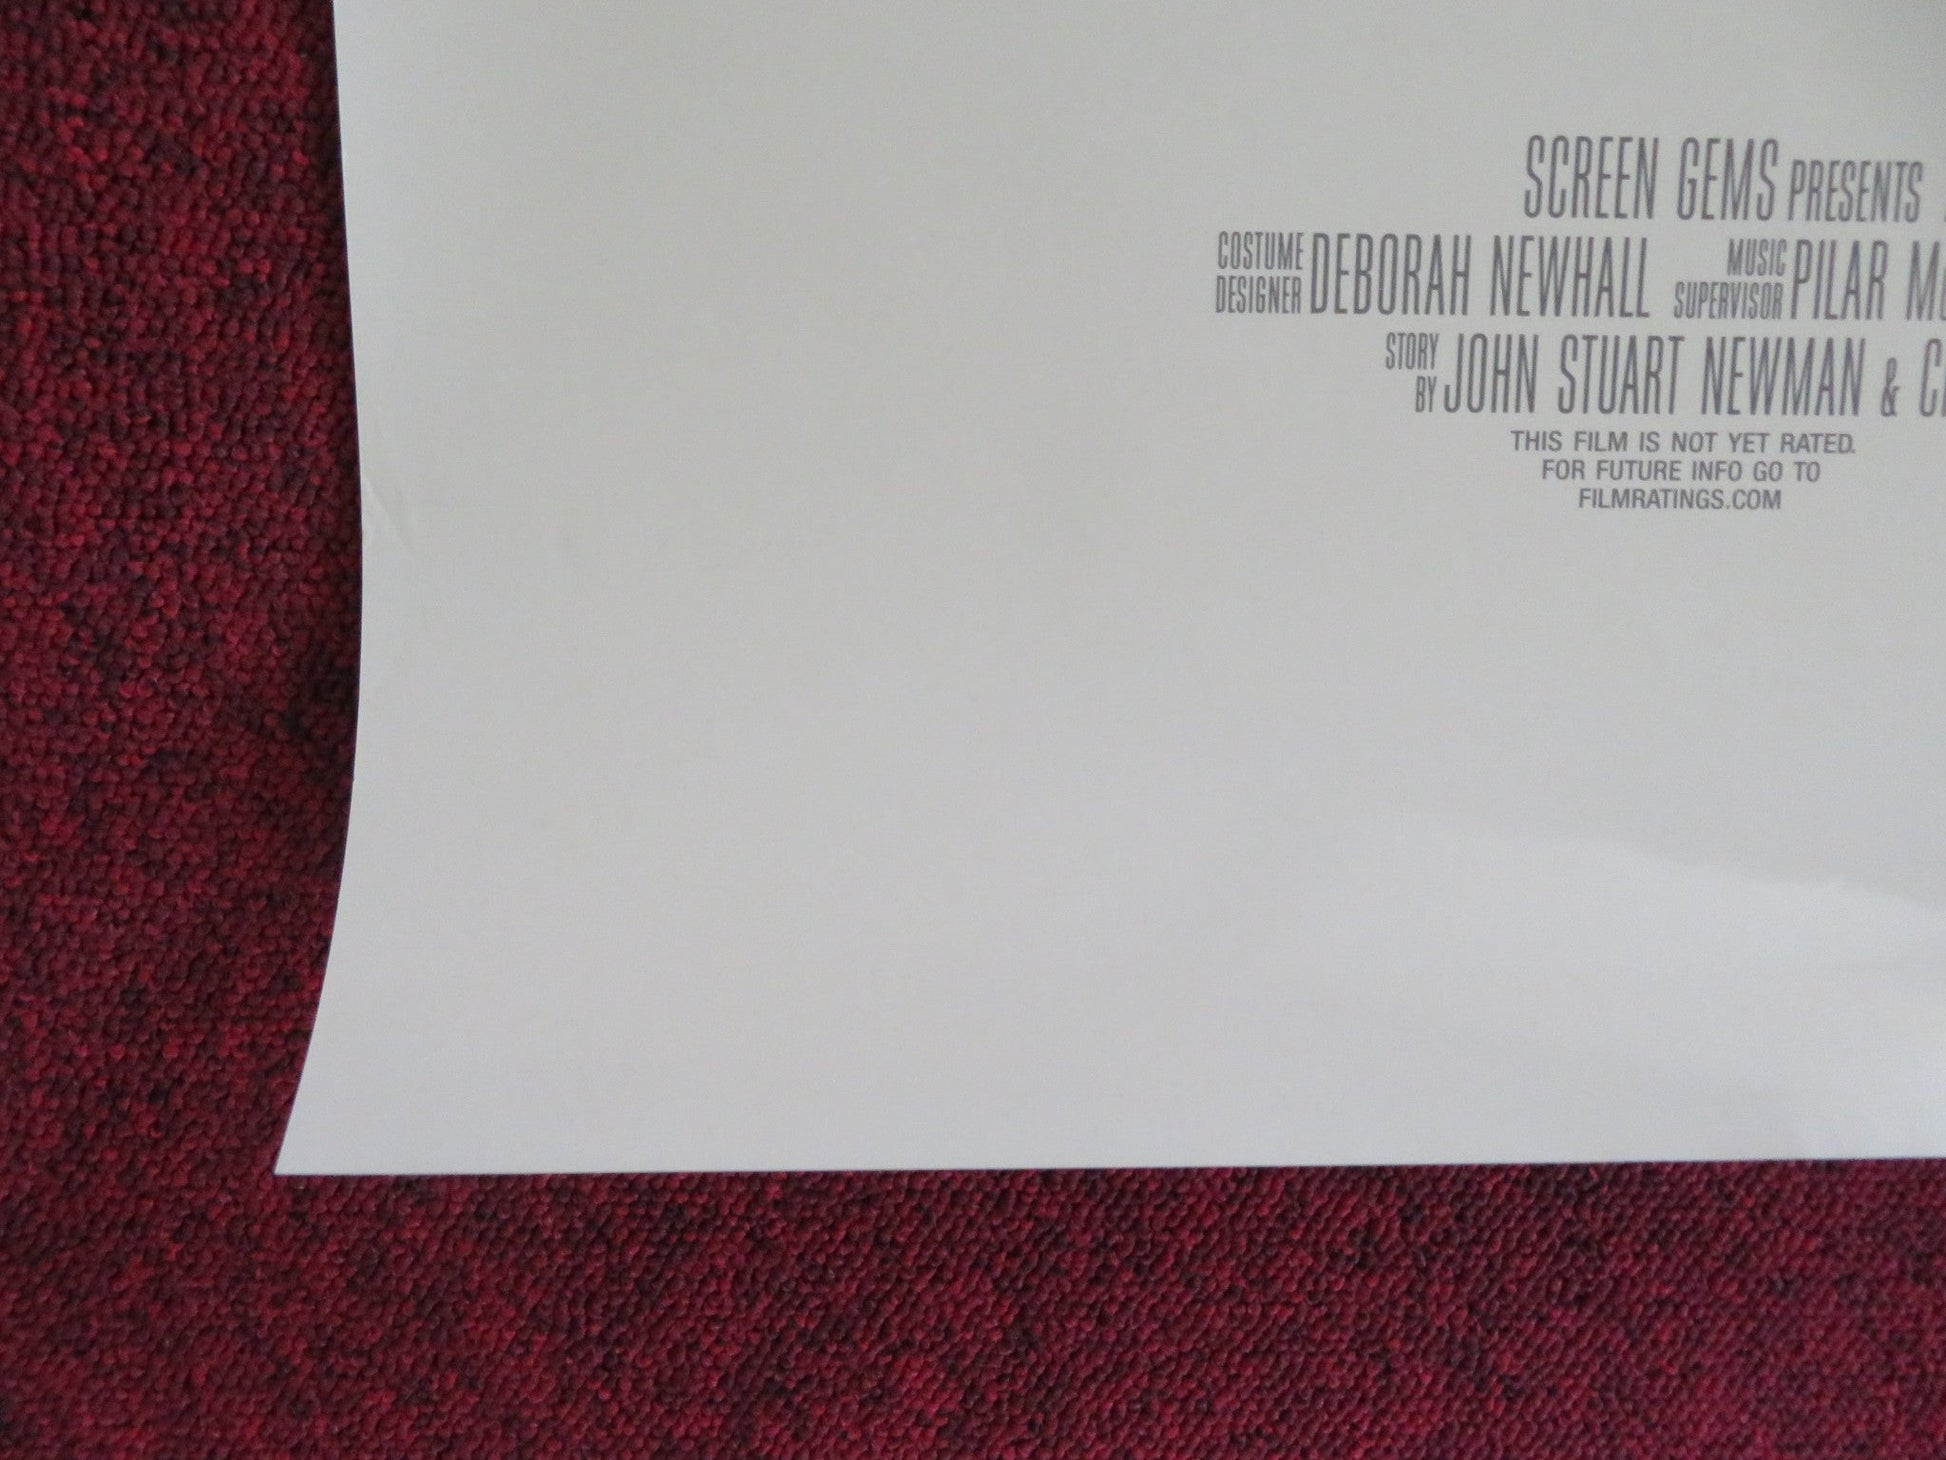 SCREEN GEMS PRESENTS
COSTUME DESIGNER DEBORAH NEWHALL MUSIC SUPERVISOR PILAR
STORY BY JOHN STUART NEWMAN &
THIS FILM IS NOT YET RATED.
FOR FUTURE INFO GO TO
FILMRATINGS.COM